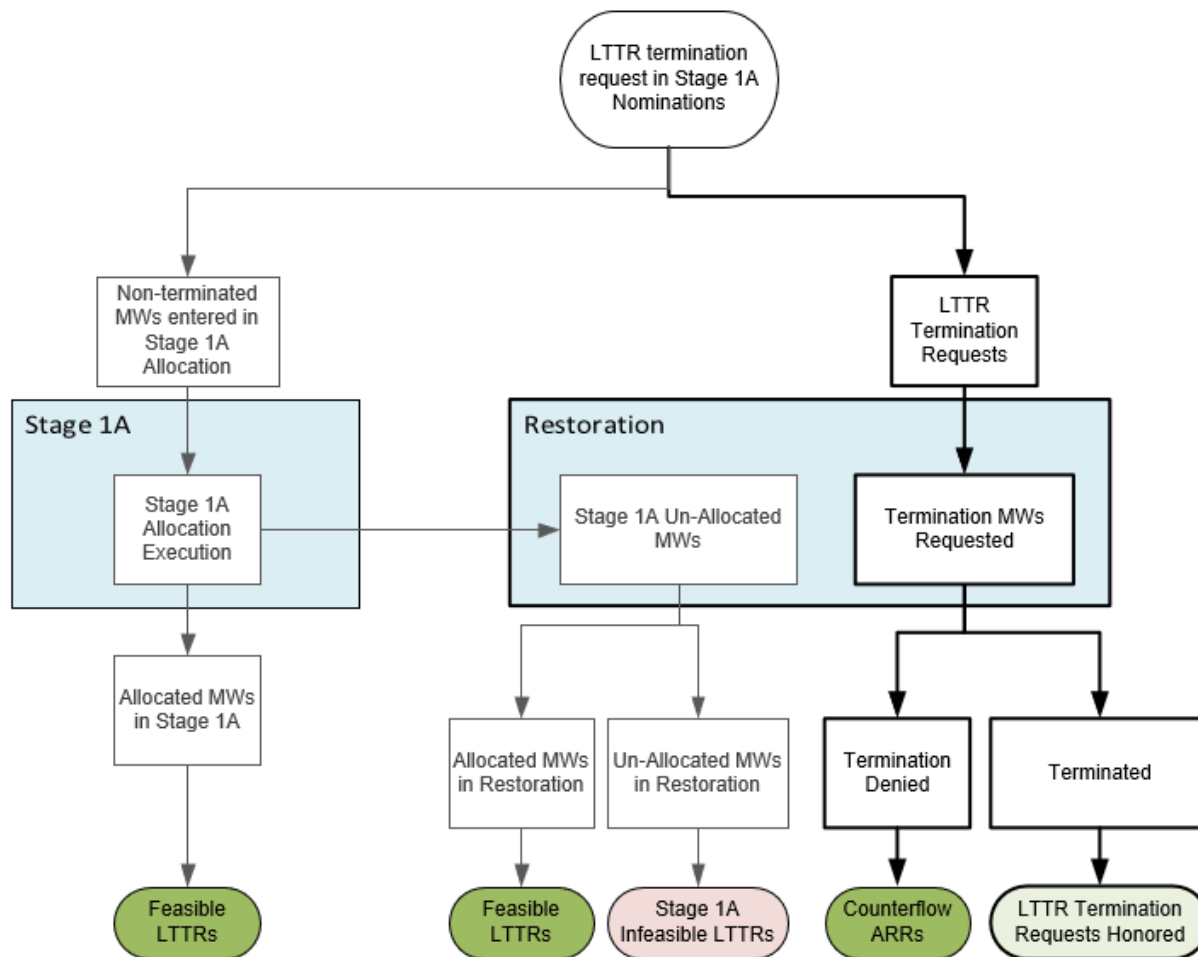 LTTR termination
request in Stage 1A
Nominations
Non-terminated
MWs entered in
Stage 1A
Allocation
LTTR
Termination
Requests
Stage 1A
Restoration
Stage 1A
Allocation
Execution
Stage 1A Un-Allocated
MWs
Termination MWs
Requested
Allocated MWs
in Stage 1A
Allocated MWs
in Restoration
Un-Allocated MWs
in Restoration
Termination
Denied
Terminated
Feasible
LTTRs
Feasible
LTTRs
Stage 1A
Infeasible LTTRs
Counterflow
ARRs
LTTR Termination
Requests Honored